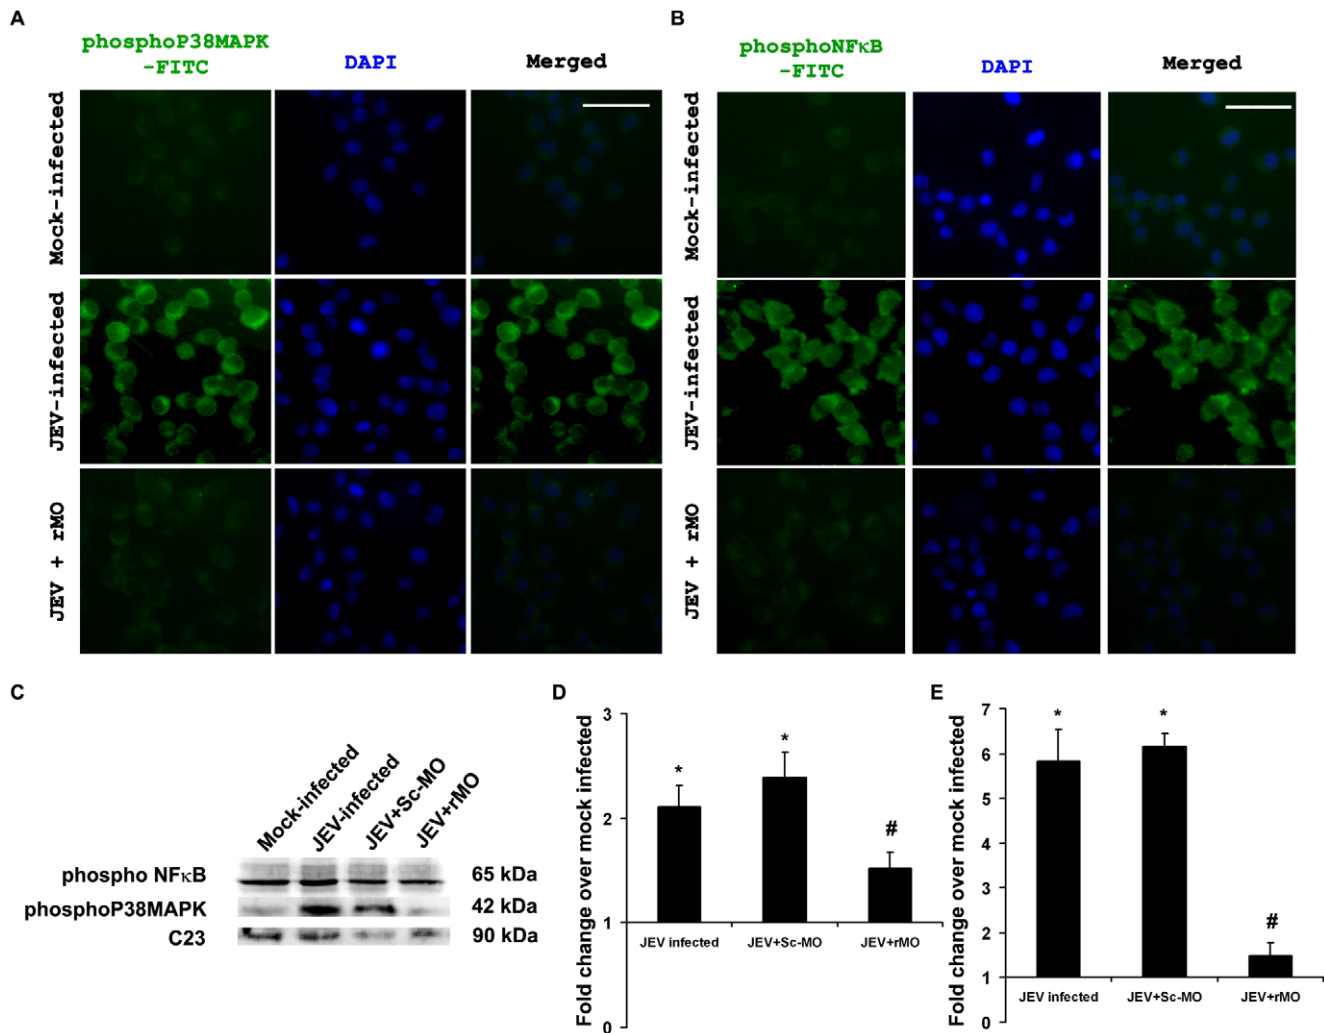 A
phosphoP38MAPK
-FITC
DAPI
Merged
Mock-infected
JEV-infected
JEV + rMO
B
phosphoNFκB
-FITC
DAPI
Merged
Mock-infected
JEV-infected
JEV + rMO
C
Mock-infected
JEV-infected
JEV+Sc-MO
JEV+rMO
phospho NFκB
65 kDa
phosphoP38MAPK
42 kDa
C23
90 kDa
D
Fold change over mock infected
3
2
1
0
*
*
#
JEV infected
JEV+Sc-MO
JEV+rMO
E
Fold change over mock infected
7
6
5
4
3
2
1
0
*
*
#
JEV infected
JEV+Sc-MO
JEV+rMO